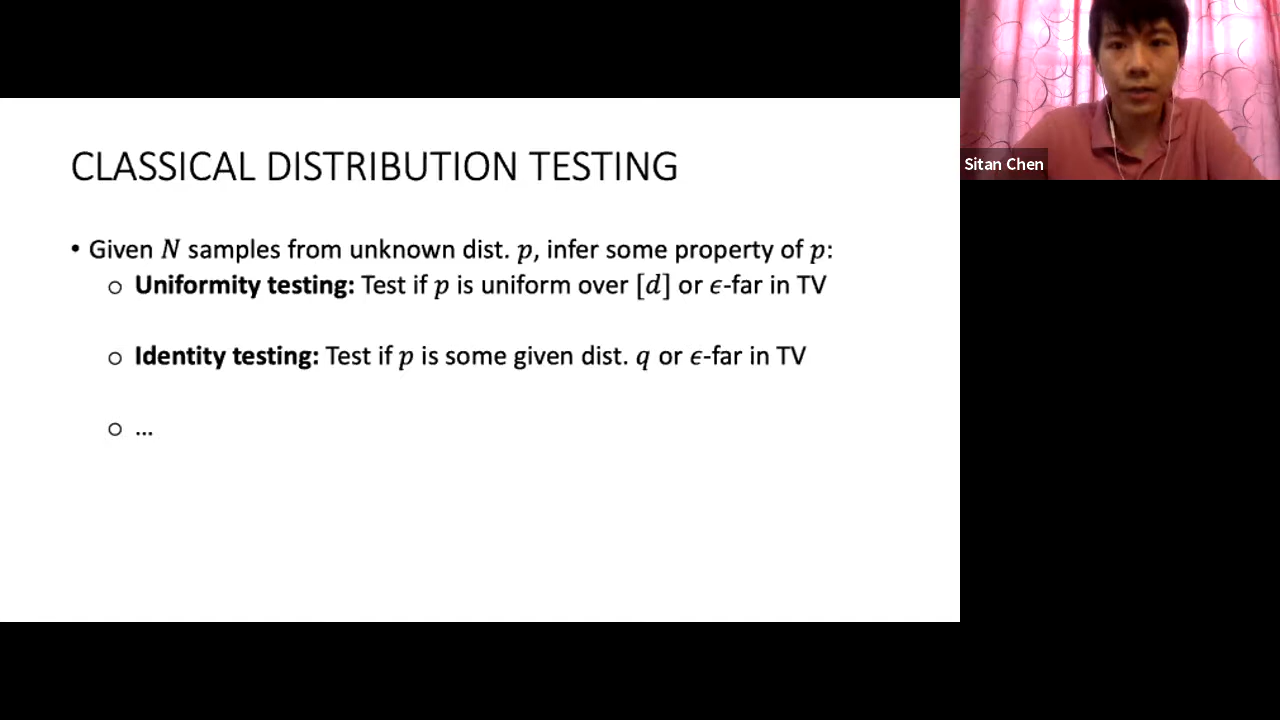 CLASSICAL DISTRIBUTION TESTING
• Given 𝑁 samples from unknown dist. 𝑝, infer some property of 𝑝:
○ Uniformity testing: Test if 𝑝 is uniform over [𝑑] or 𝜖-far in TV
○ Identity testing: Test if 𝑝 is some given dist. 𝑞 or 𝜖-far in TV
○ ...
Sitan Chen